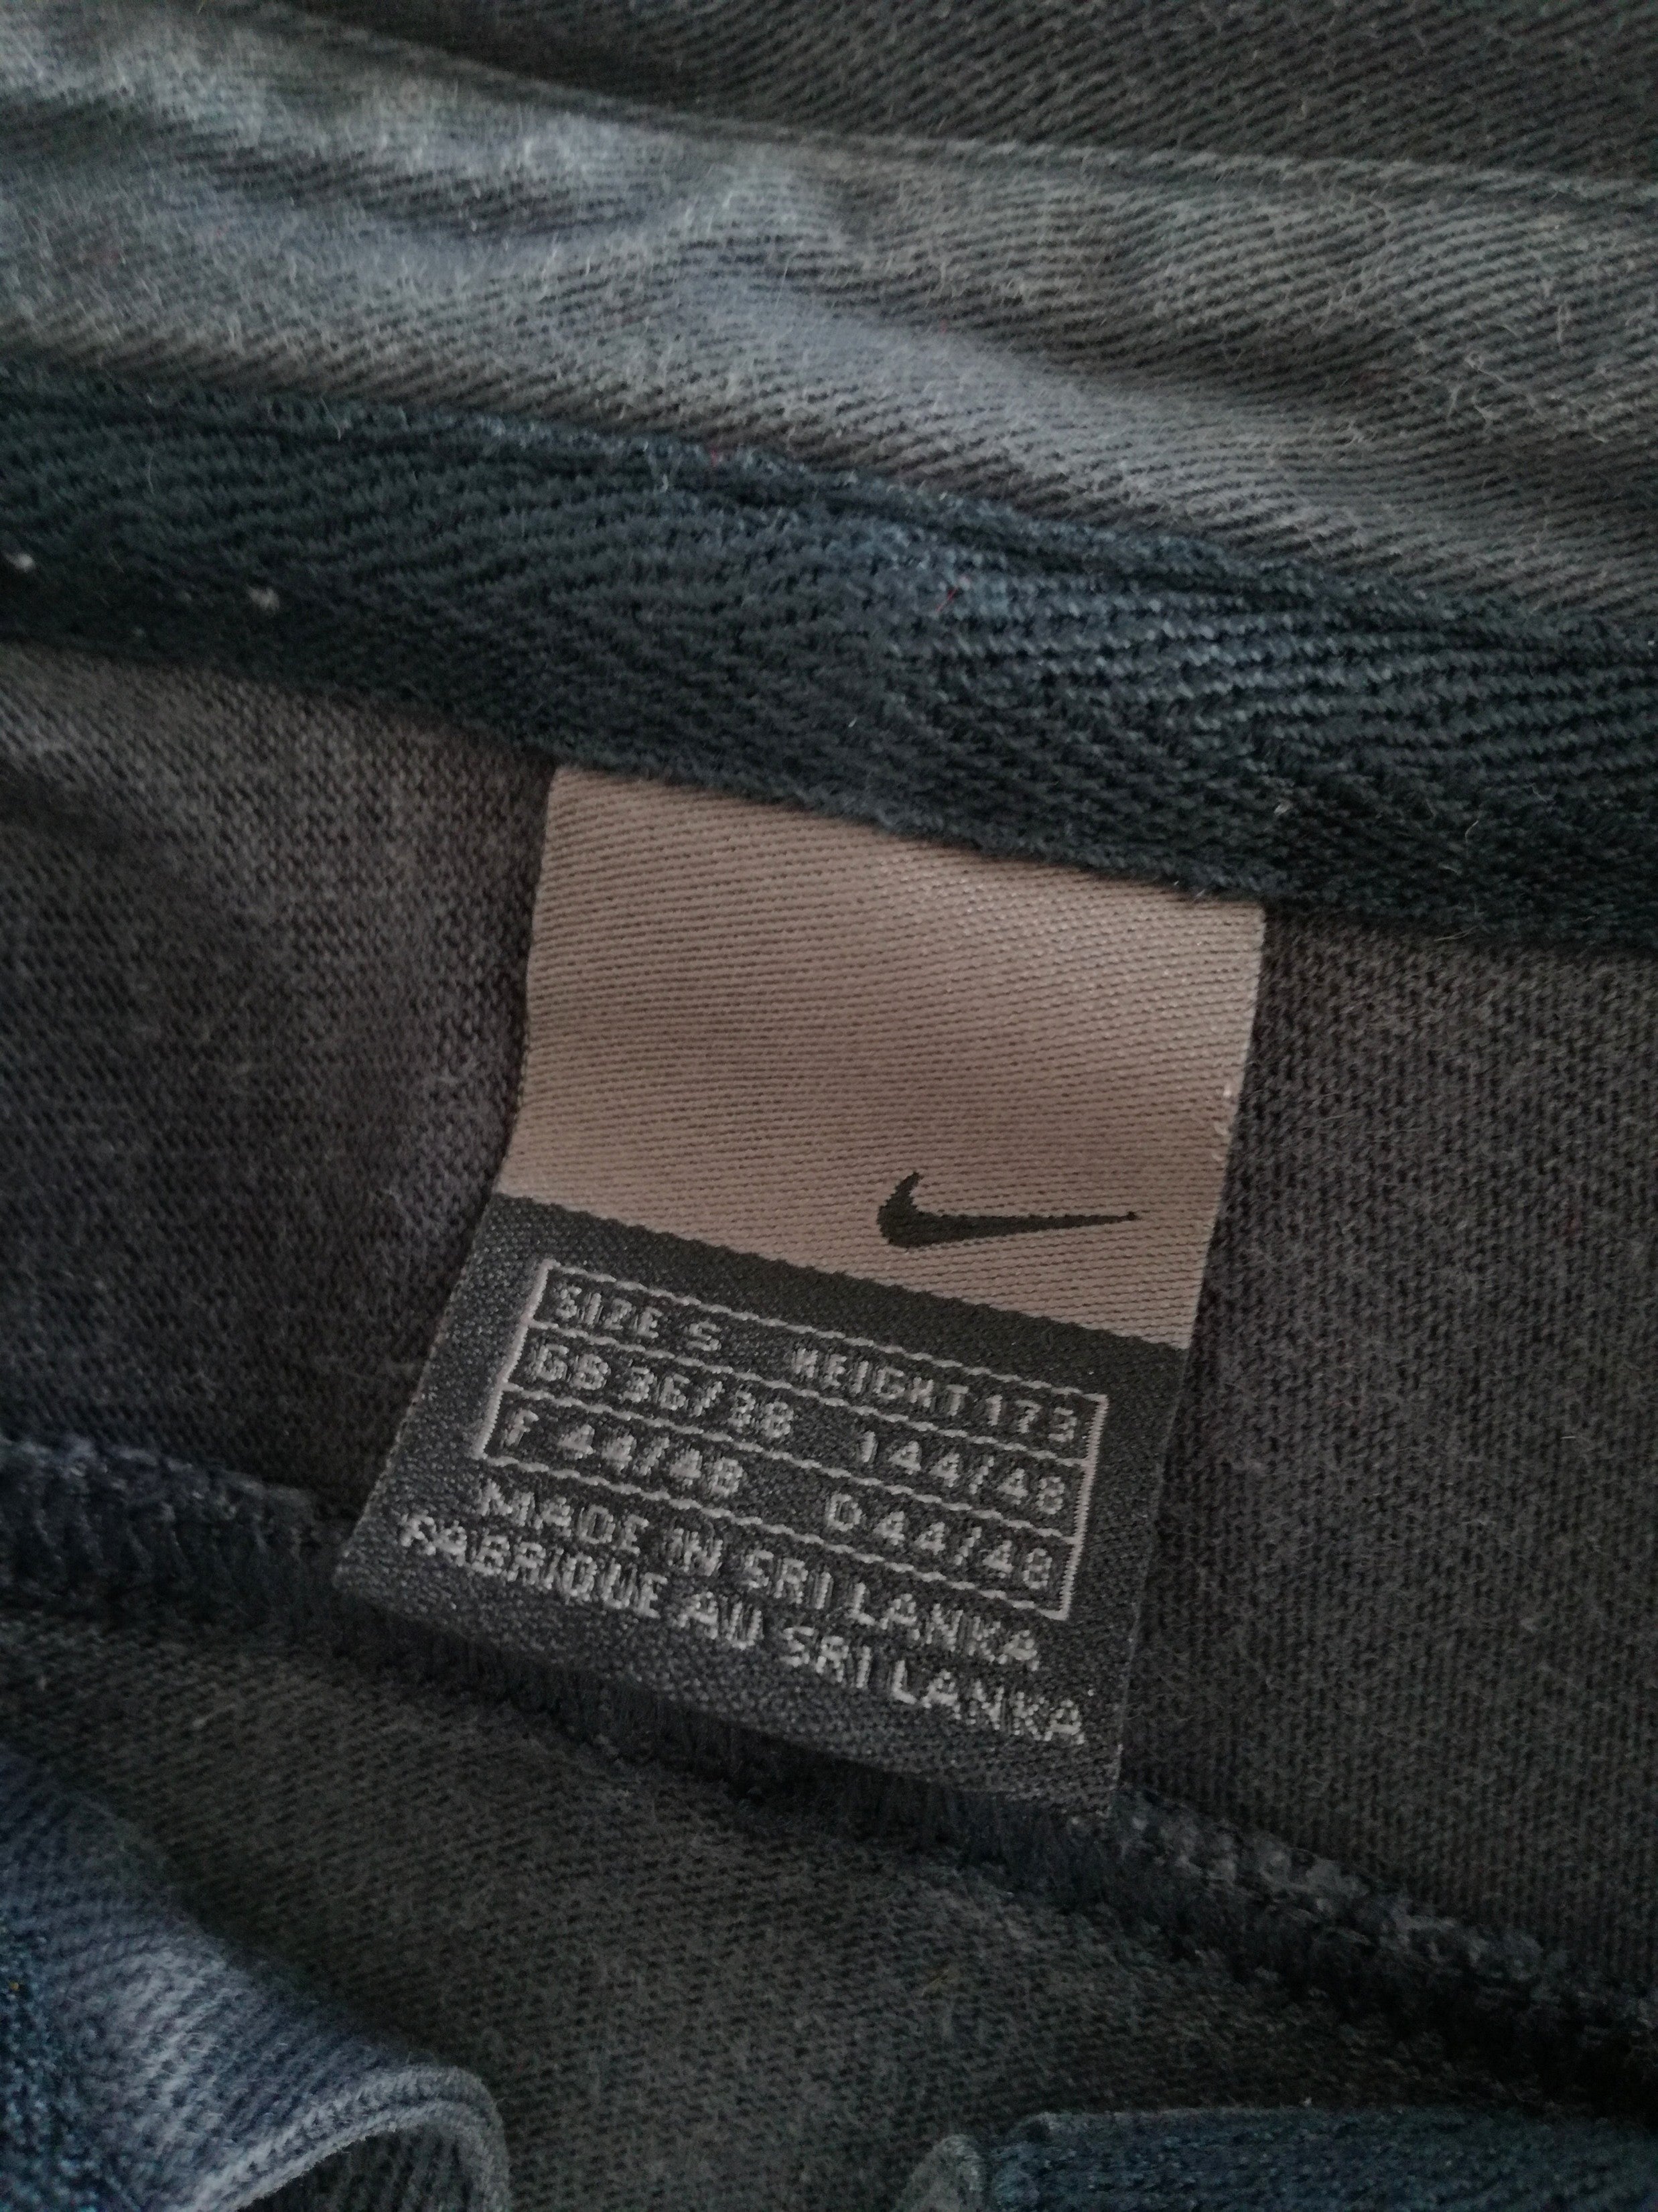 SIZE S HEIGHT 173
GB 36/38 I 44/48
F 44/48 D 44/48
MADE IN SRI LANKA
FABRIQUE AU SRI LANKA